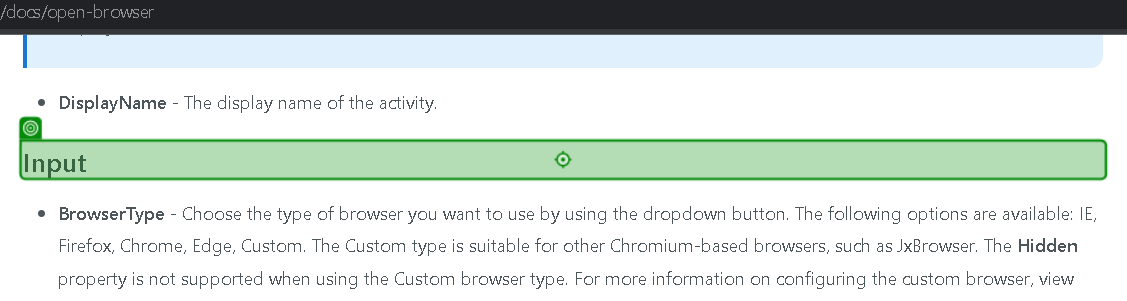 /docs/open-browser
DisplayName - The display name of the activity.
Input
BrowserType - Choose the type of browser you want to use by using the dropdown button. The following options are available: IE,
Firefox, Chrome, Edge, Custom. The Custom type is suitable for other Chromium-based browsers, such as JxBrowser. The Hidden
property is not supported when using the Custom browser type. For more information on configuring the custom browser, view